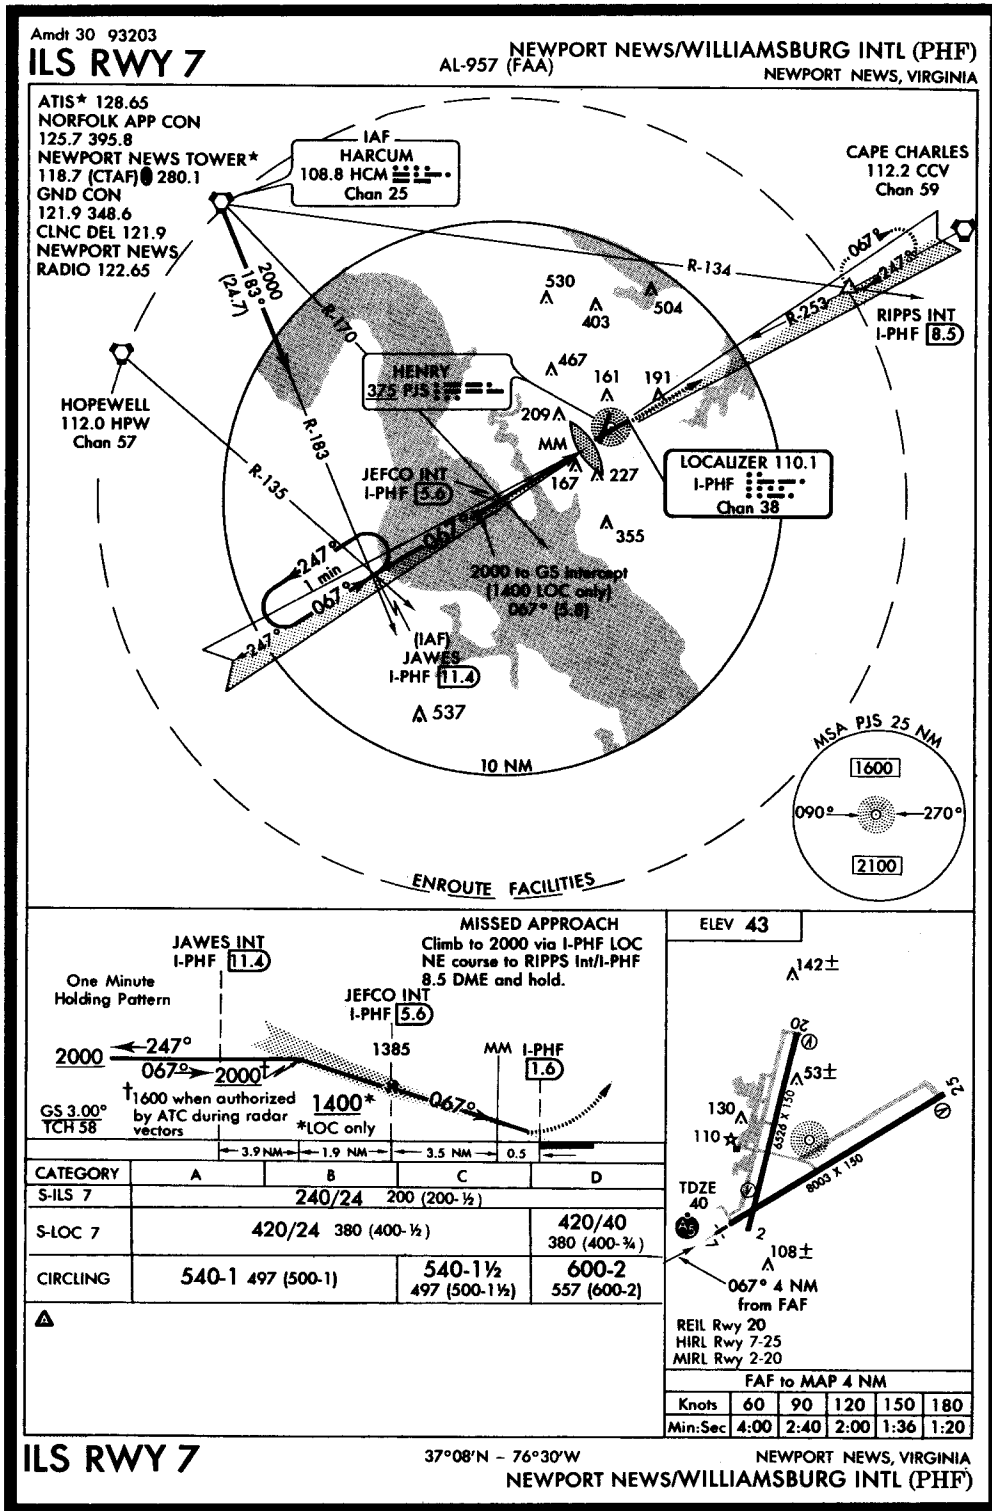 Amdt 30 93203
ILS RWY 7
AL-957 (FAA)
NEWPORT NEWS/WILLIAMSBURG INTL (PHF)
NEWPORT NEWS, VIRGINIA
ATIS* 128.65
NORFOLK APP CON
125.7 395.8
NEWPORT NEWS TOWER*
118.7 (CTAF) 280.1
GND CON
121.9 348.6
CLNC DEL 121.9
NEWPORT NEWS
RADIO 122.65
IAF
HARCUM
108.8 HCM
Chan 25
CAPE CHARLES
112.2 CCV
Chan 59
067°
247°
R-134
R-253
RIPPS INT
I-PHF 8.5
2000
183°
(24.7)
R-170
530
403
504
467
HENRY
375 PJS
161
191
209
MM
HOPEWELL
112.0 HPW
Chan 57
R-183
R-135
JEFCO INT
I-PHF 5.6
167
227
LOCALIZER 110.1
I-PHF
Chan 38
355
067°
247°
1 min
067°
2000 to GS Intercept
(1400 LOC only)
067° (5.8)
247°
(IAF)
JAWES
I-PHF 11.4
537
10 NM
MSA PJS 25 NM
1600
090°
270°
2100
ENROUTE FACILITIES
MISSED APPROACH
Climb to 2000 via I-PHF LOC
NE course to RIPPS Int/I-PHF
8.5 DME and hold.
JAWES INT
I-PHF 11.4
One Minute
Holding Pattern
JEFCO INT
I-PHF 5.6
2000
247°
067°
2000†
1385
MM
I-PHF
1.6
067°
GS 3.00°
TCH 58
†1600 when authorized
by ATC during radar
vectors
1400*
*LOC only
3.9 NM
1.9 NM
3.5 NM
0.5
CATEGORY A B C D
S-ILS 7 240/24 200 (200-½)
S-LOC 7 420/24 380 (400-½) 420/40
380 (400-¾)
CIRCLING 540-1 497 (500-1) 540-1½ 600-2
497 (500-1½) 557 (600-2)
A
ELEV 43
142±
20
53±
25
130
110
6526 X 150
8003 X 150
TDZE
40
A5
2
7
108±
067° 4 NM
from FAF
REIL Rwy 20
HIRL Rwy 7-25
MIRL Rwy 2-20
FAF to MAP 4 NM
Knots 60 90 120 150 180
Min:Sec 4:00 2:40 2:00 1:36 1:20
ILS RWY 7
37°08'N - 76°30'W
NEWPORT NEWS, VIRGINIA
NEWPORT NEWS/WILLIAMSBURG INTL (PHF)